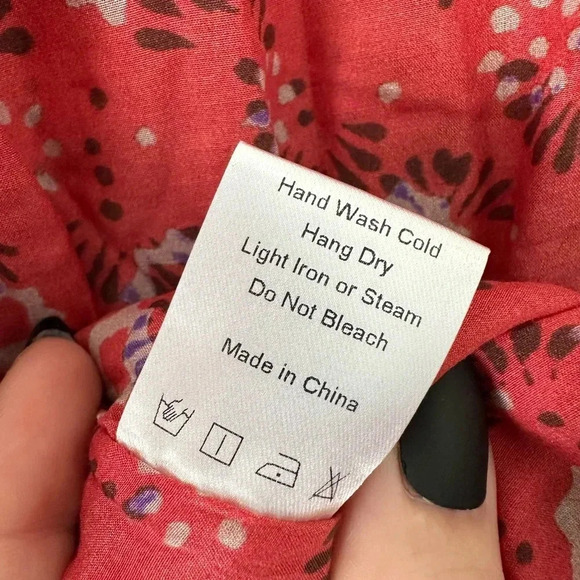 Hand Wash Cold
Hang Dry
Light Iron or Steam
Do Not Bleach
Made in China